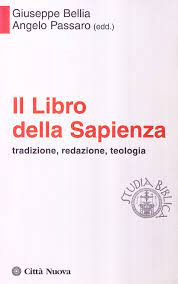 Giuseppe Bellia
Angelo Passaro (edd.)
Il Libro
della Sapienza
tradizione, redazione, teologia
STUDIA BIBLICA
Città Nuova